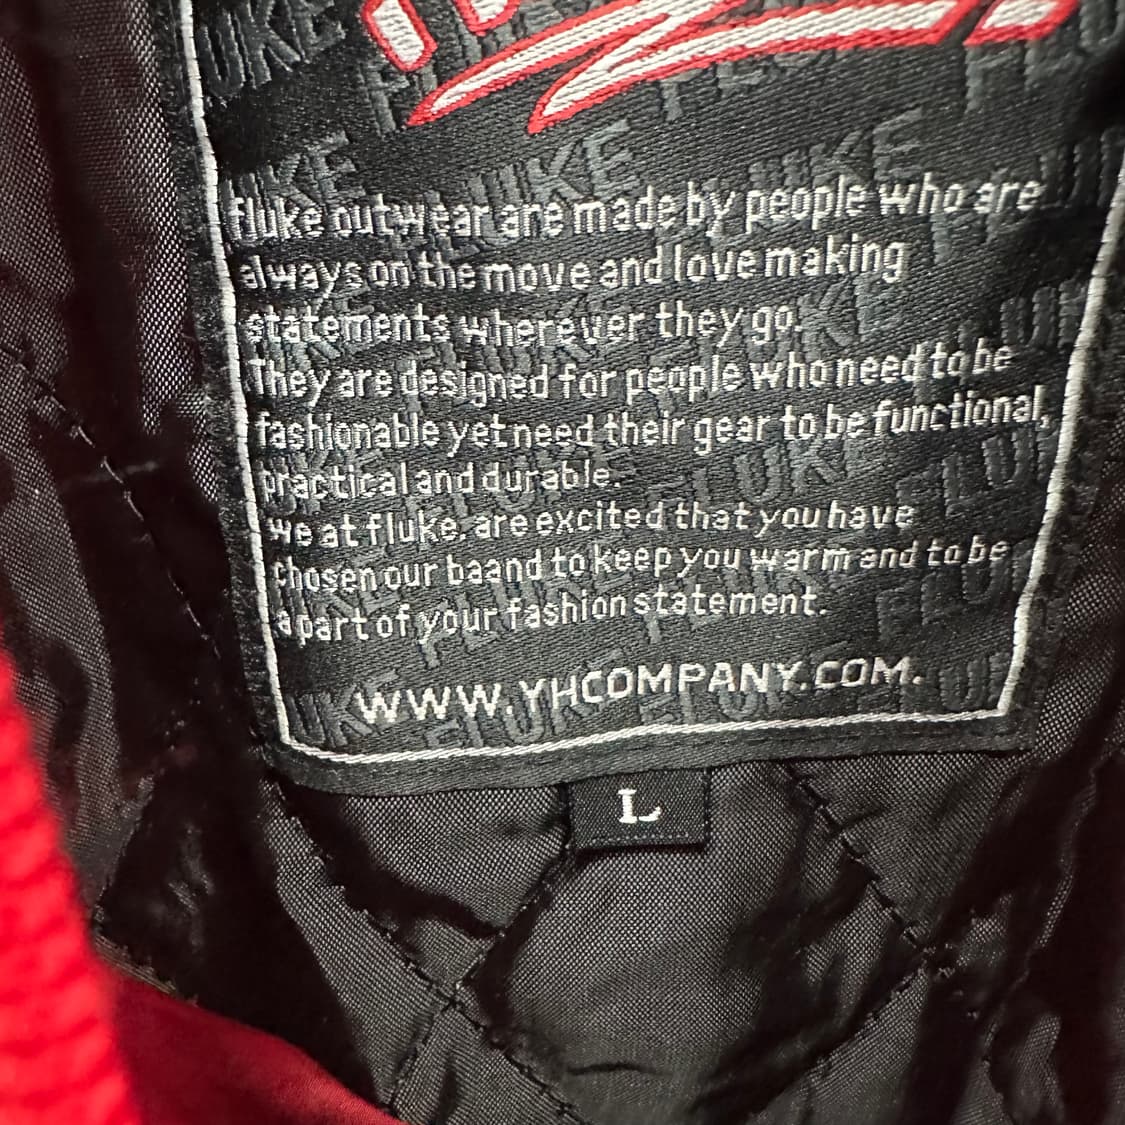 fluke outwear are made by people who are
always on the move and love making
statements wherever they go.
They are designed for people who need to be
fashionable yet need their gear to be functional,
practical and durable.
we at fluke, are excited that you have
chosen our baand to keep you warm and to be
a part of your fashion statement.
WWW.YHCOMPANY.COM.
L